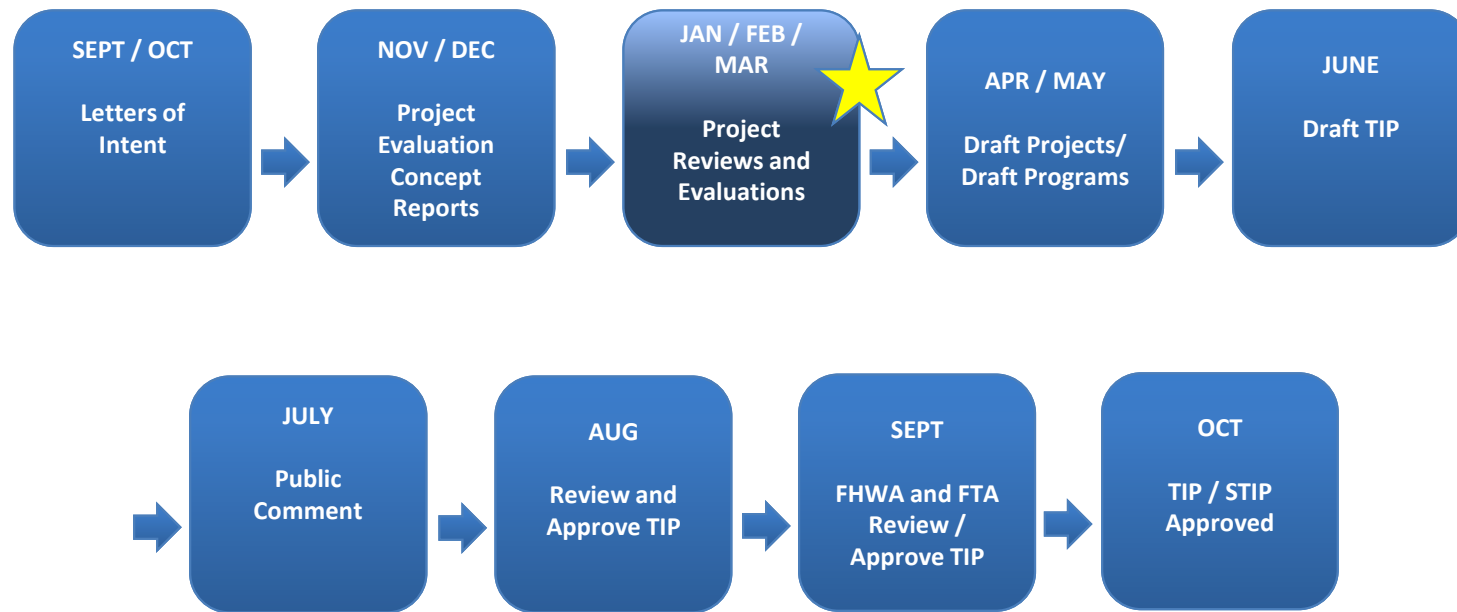 SEPT / OCT
Letters of
Intent
NOV / DEC
Project
Evaluation
Concept
Reports
JAN / FEB /
MAR
Project
Reviews and
Evaluations
APR / MAY
Draft Projects/
Draft Programs
JUNE
Draft TIP
JULY
Public
Comment
AUG
Review and
Approve TIP
SEPT
FHWA and FTA
Review /
Approve TIP
OCT
TIP / STIP
Approved